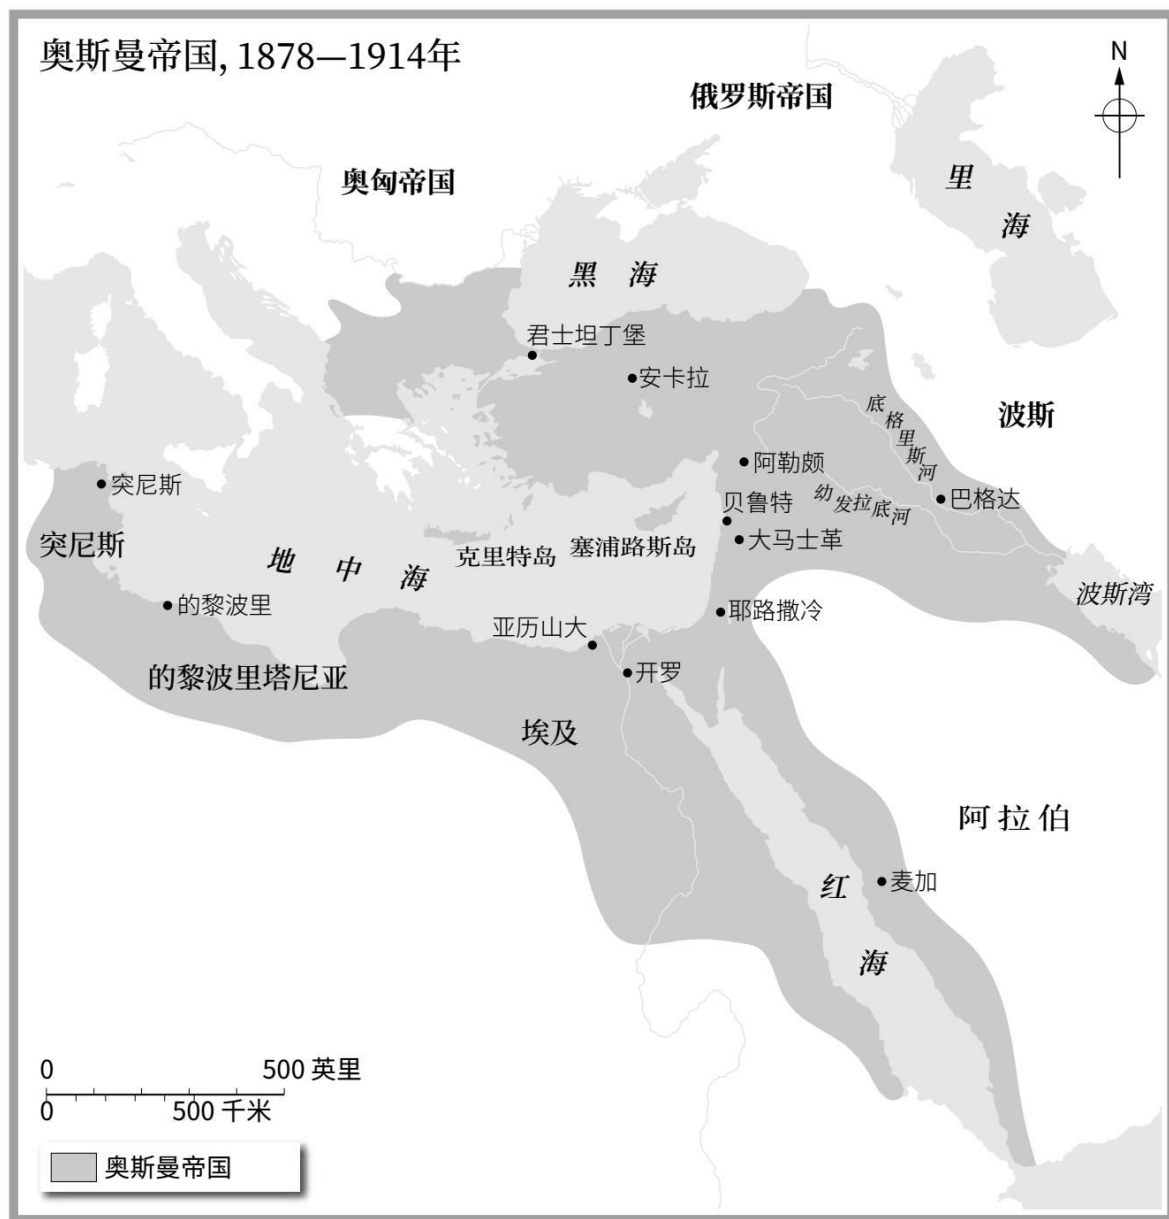 奥斯曼帝国, 1878—1914年
N
俄罗斯帝国
奥匈帝国
里海
黑海
君士坦丁堡
安卡拉
波斯
底格里斯河
阿勒颇
突尼斯
幼发拉底河
巴格达
贝鲁特
大马士革
突尼斯
地中海
克里特岛
塞浦路斯岛
波斯湾
的黎波里
耶路撒冷
亚历山大
的黎波里塔尼亚
开罗
埃及
阿拉伯
红海
麦加
0 500 英里
0 500 千米
奥斯曼帝国